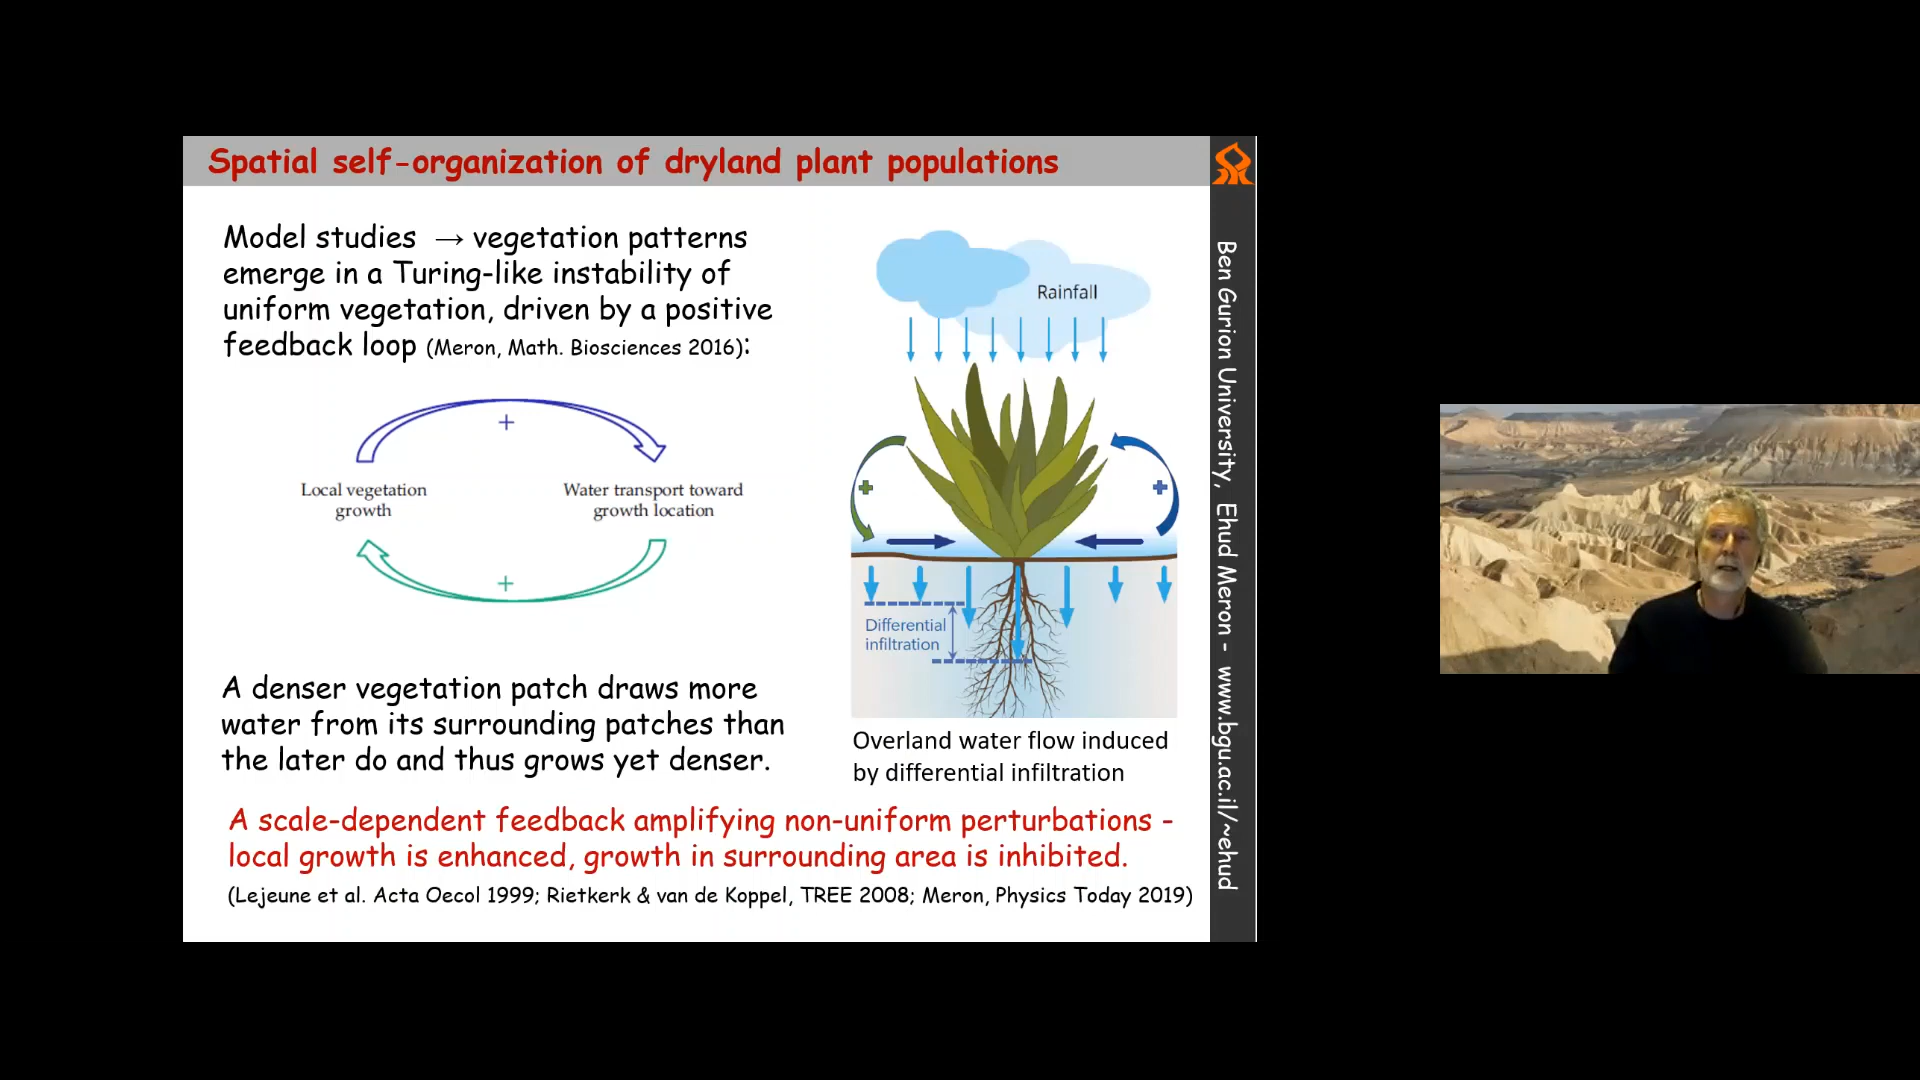 Spatial self-organization of dryland plant populations
Model studies → vegetation patterns
emerge in a Turing-like instability of
uniform vegetation, driven by a positive
feedback loop (Meron, Math. Biosciences 2016):
+
Local vegetation
growth
Water transport toward
growth location
+
A denser vegetation patch draws more
water from its surrounding patches than
the later do and thus grows yet denser.
Rainfall
+
+
Differential
infiltration
Overland water flow induced
by differential infiltration
A scale-dependent feedback amplifying non-uniform perturbations -
local growth is enhanced, growth in surrounding area is inhibited.
(Lejeune et al. Acta Oecol 1999; Rietkerk & van de Koppel, TREE 2008; Meron, Physics Today 2019)
Ben Gurion University, Ehud Meron - www.bgu.ac.il/~ehud